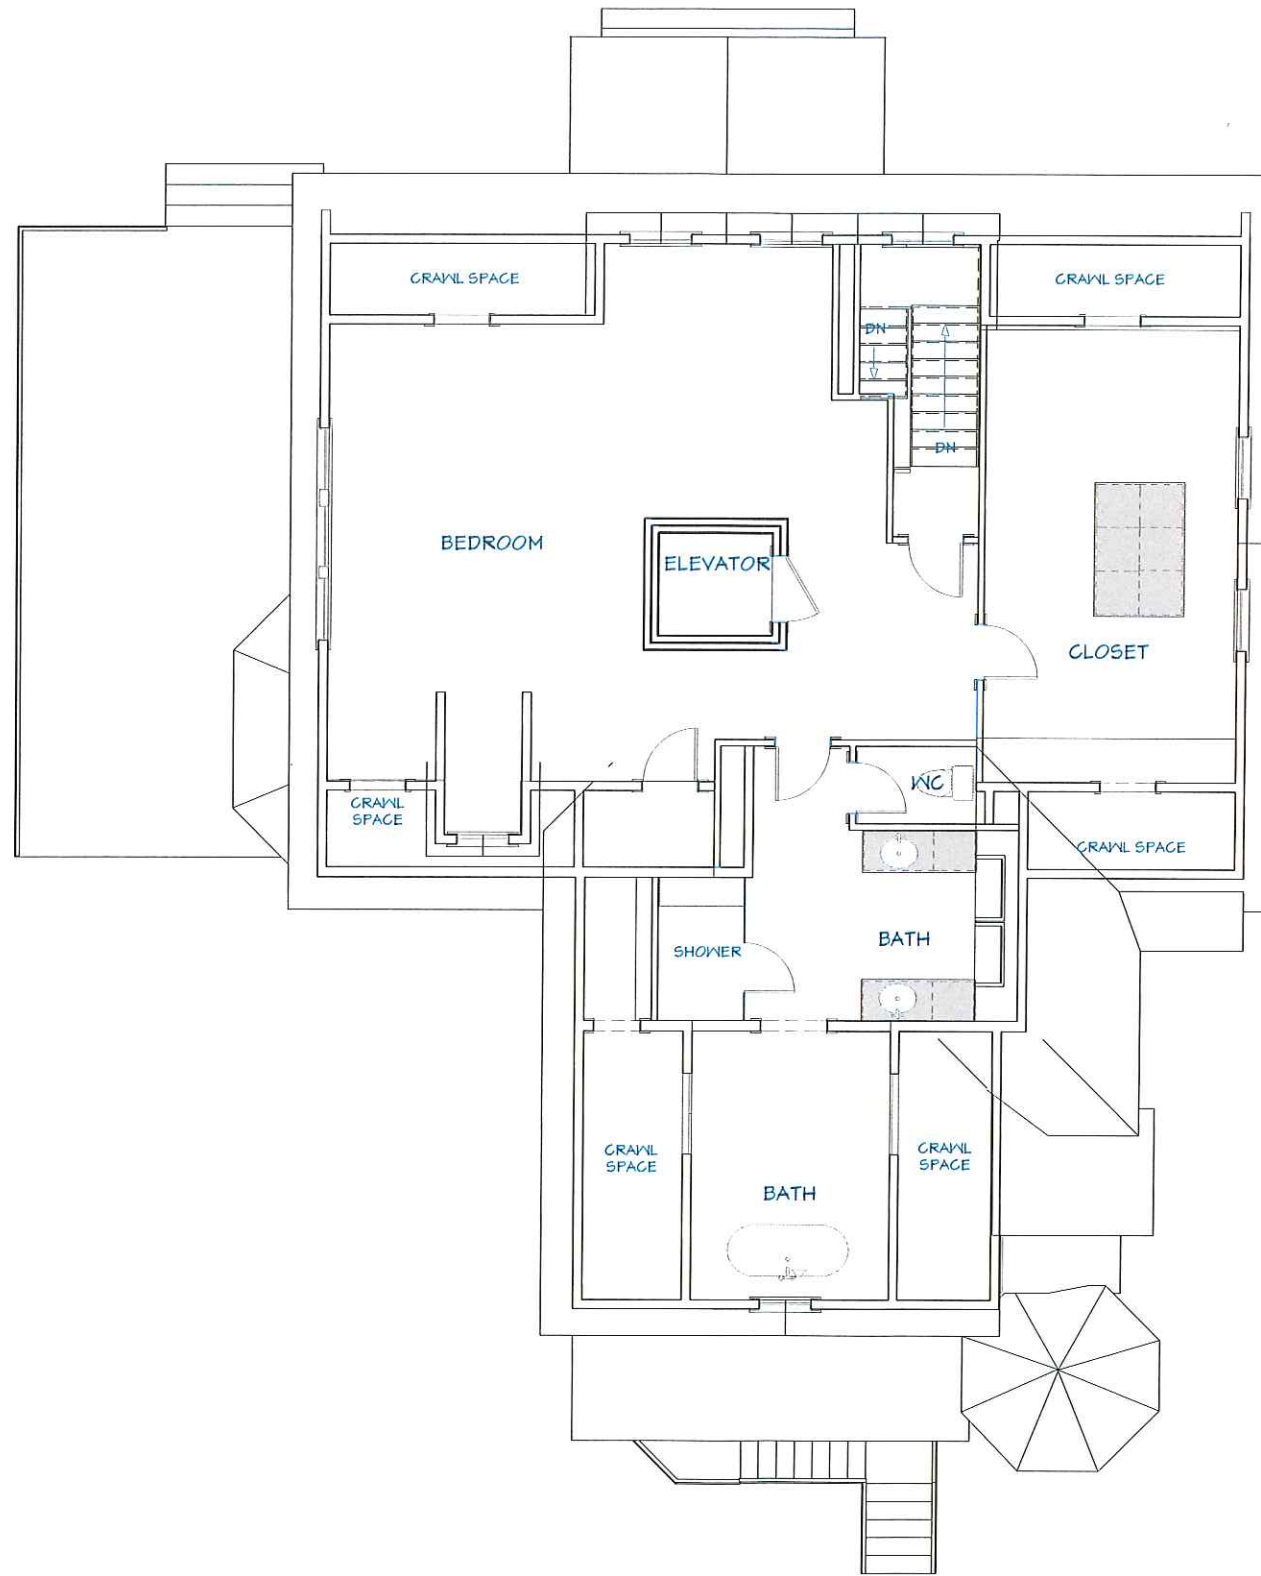 CRAWL SPACE
CRAWL SPACE
DN
DN
BEDROOM
ELEVATOR
CLOSET
CRAWL
SPACE
WC
CRAWL SPACE
SHOWER
BATH
CRAWL
SPACE
CRAWL
SPACE
BATH